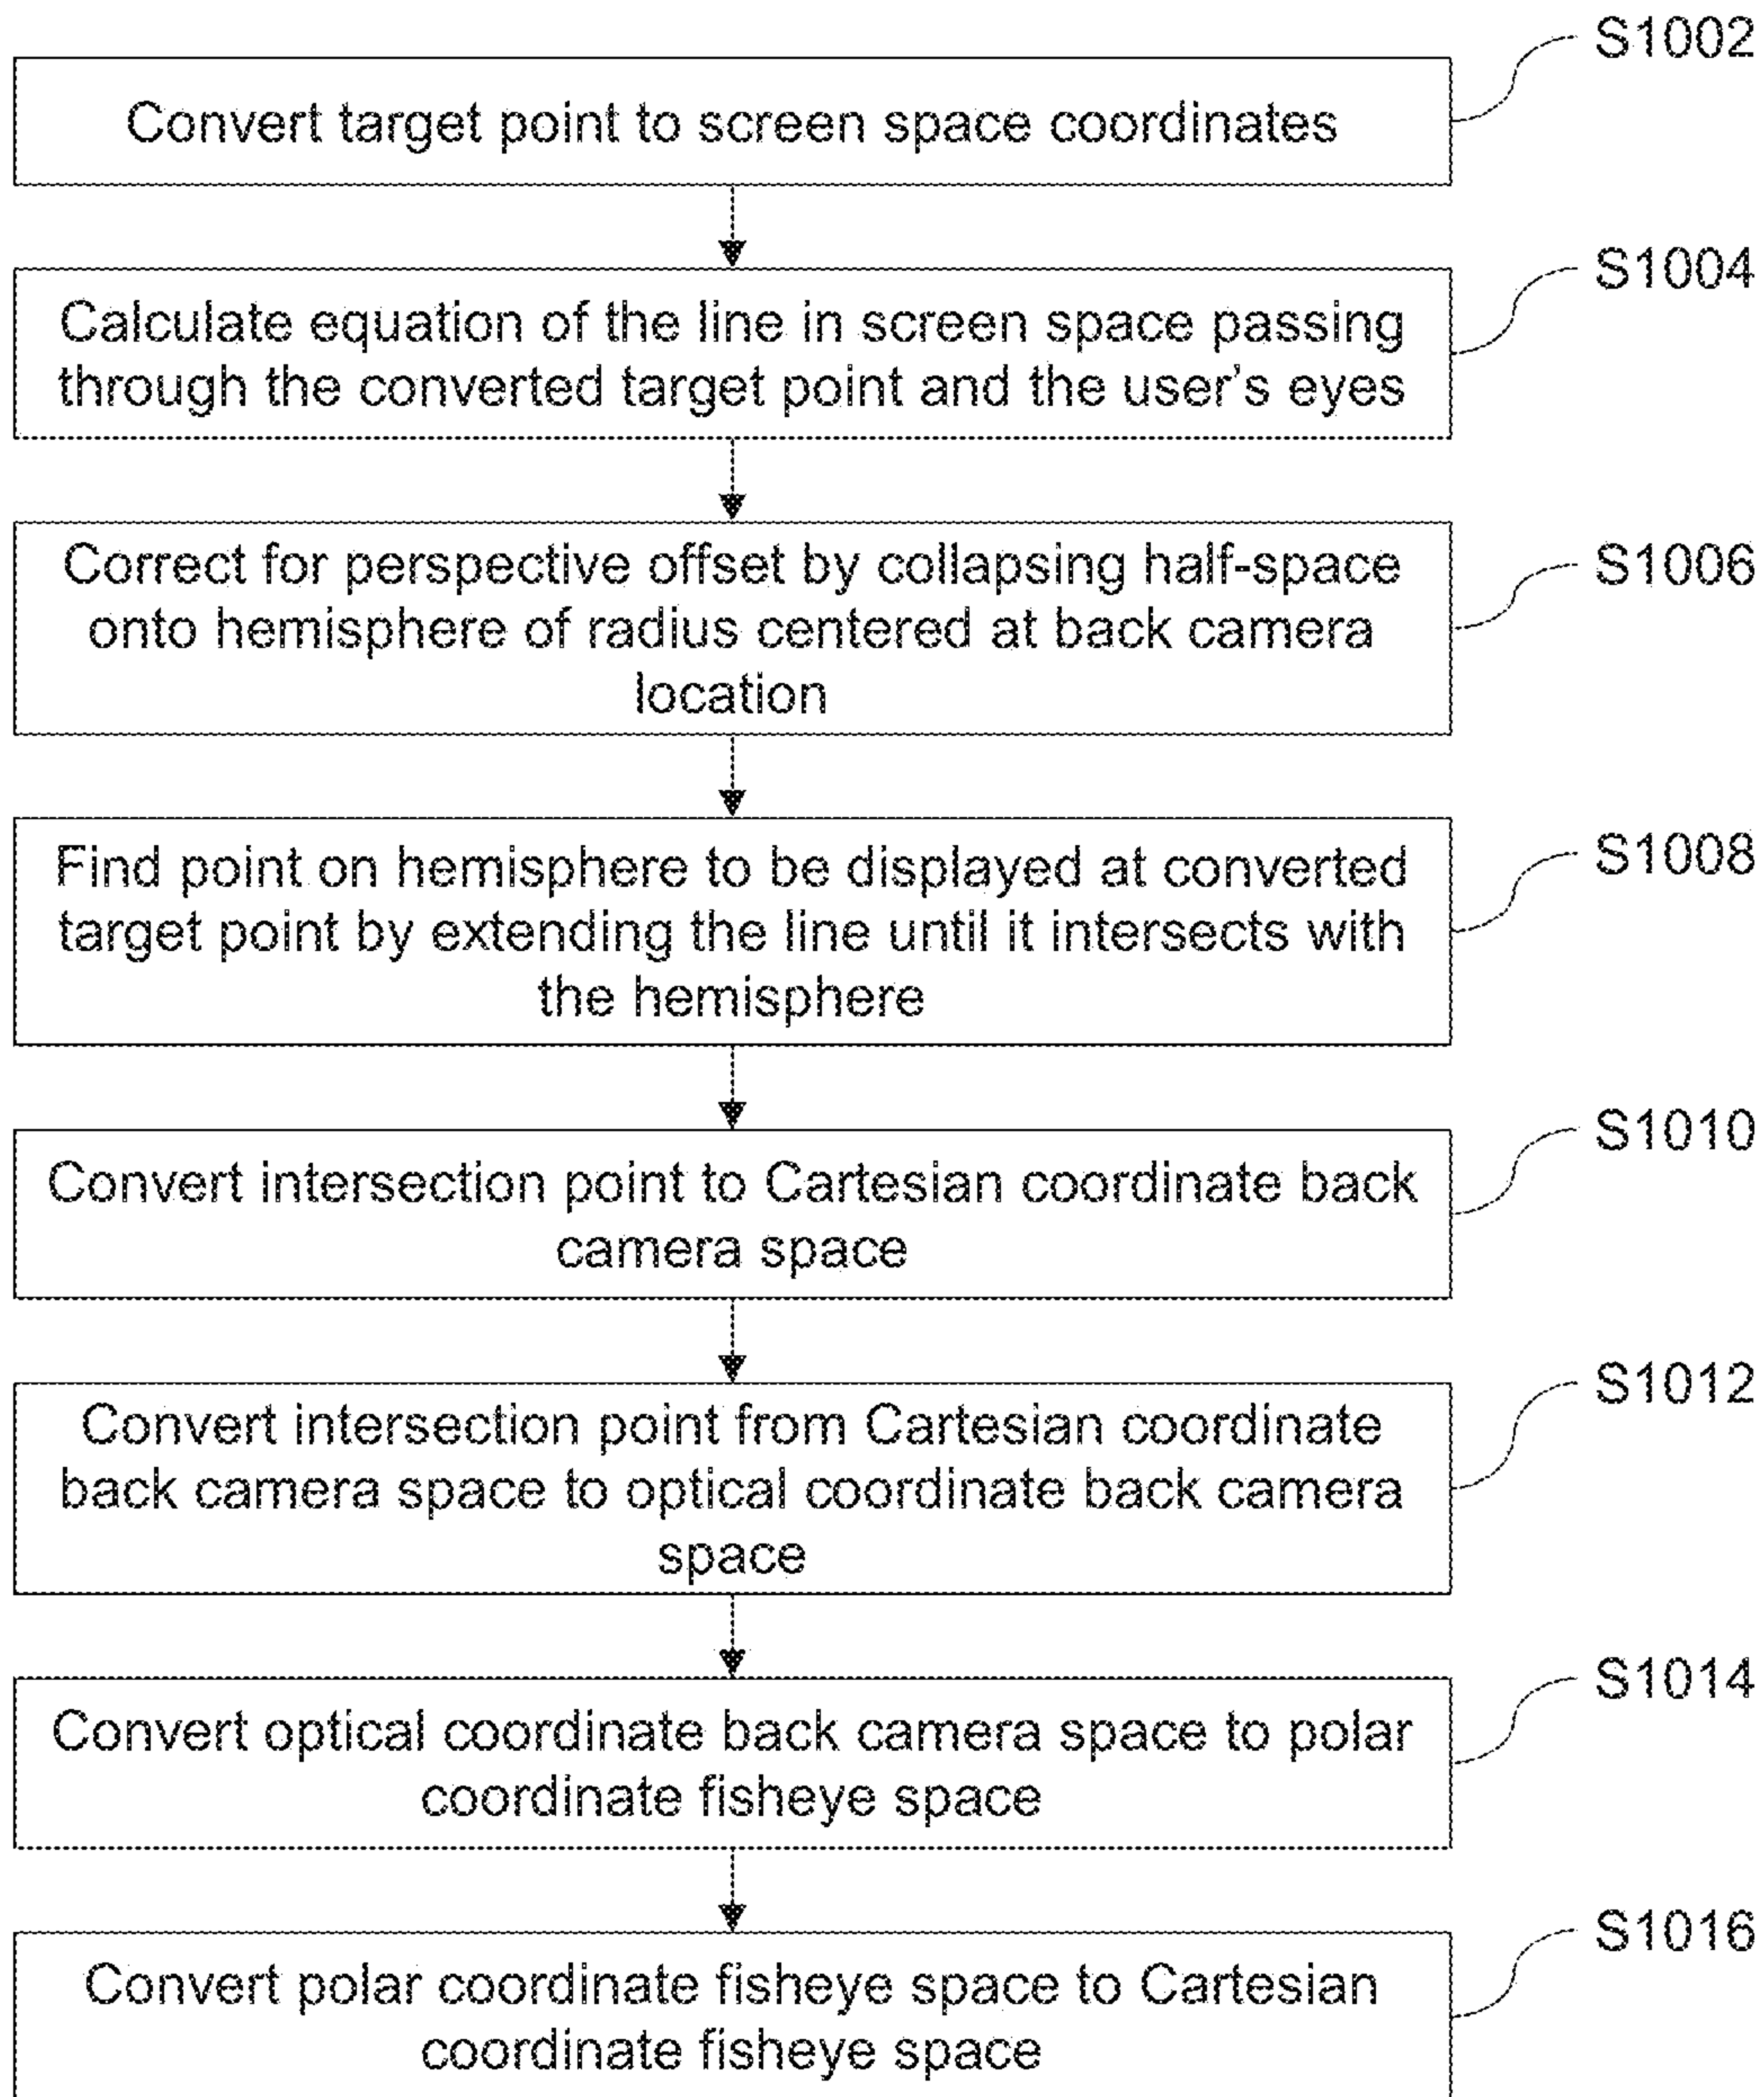 S1002
Convert target point to screen space coordinates
S1004
Calculate equation of the line in screen space passing
through the converted target point and the user's eyes
S1006
Correct for perspective offset by collapsing half-space
onto hemisphere of radius centered at back camera
location
S1008
Find point on hemisphere to be displayed at converted
target point by extending the line until it intersects with
the hemisphere
S1010
Convert intersection point to Cartesian coordinate back
camera space
S1012
Convert intersection point from Cartesian coordinate
back camera space to optical coordinate back camera
space
S1014
Convert optical coordinate back camera space to polar
coordinate fisheye space
S1016
Convert polar coordinate fisheye space to Cartesian
coordinate fisheye space